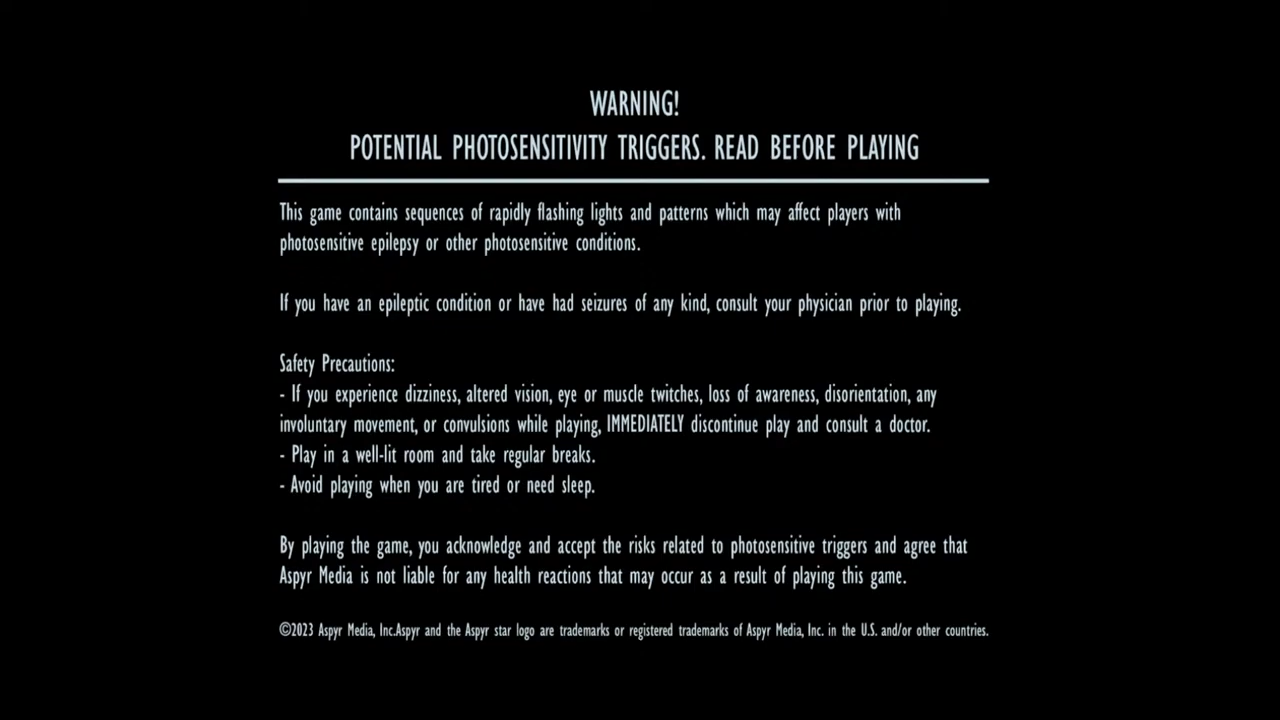 WARNING!
POTENTIAL PHOTOSENSITIVITY TRIGGERS. READ BEFORE PLAYING
This game contains sequences of rapidly flashing lights and patterns which may affect players with
photosensitive epilepsy or other photosensitive conditions.
If you have an epileptic condition or have had seizures of any kind, consult your physician prior to playing.
Safety Precautions:
- If you experience dizziness, altered vision, eye or muscle twitches, loss of awareness, disorientation, any
involuntary movement, or convulsions while playing, IMMEDIATELY discontinue play and consult a doctor.
- Play in a well-lit room and take regular breaks.
- Avoid playing when you are tired or need sleep.
By playing the game, you acknowledge and accept the risks related to photosensitive triggers and agree that
Aspyr Media is not liable for any health reactions that may occur as a result of playing this game.
©2023 Aspyr Media, Inc.Aspyr and the Aspyr star logo are trademarks or registered trademarks of Aspyr Media, Inc. in the U.S. and/or other countries.